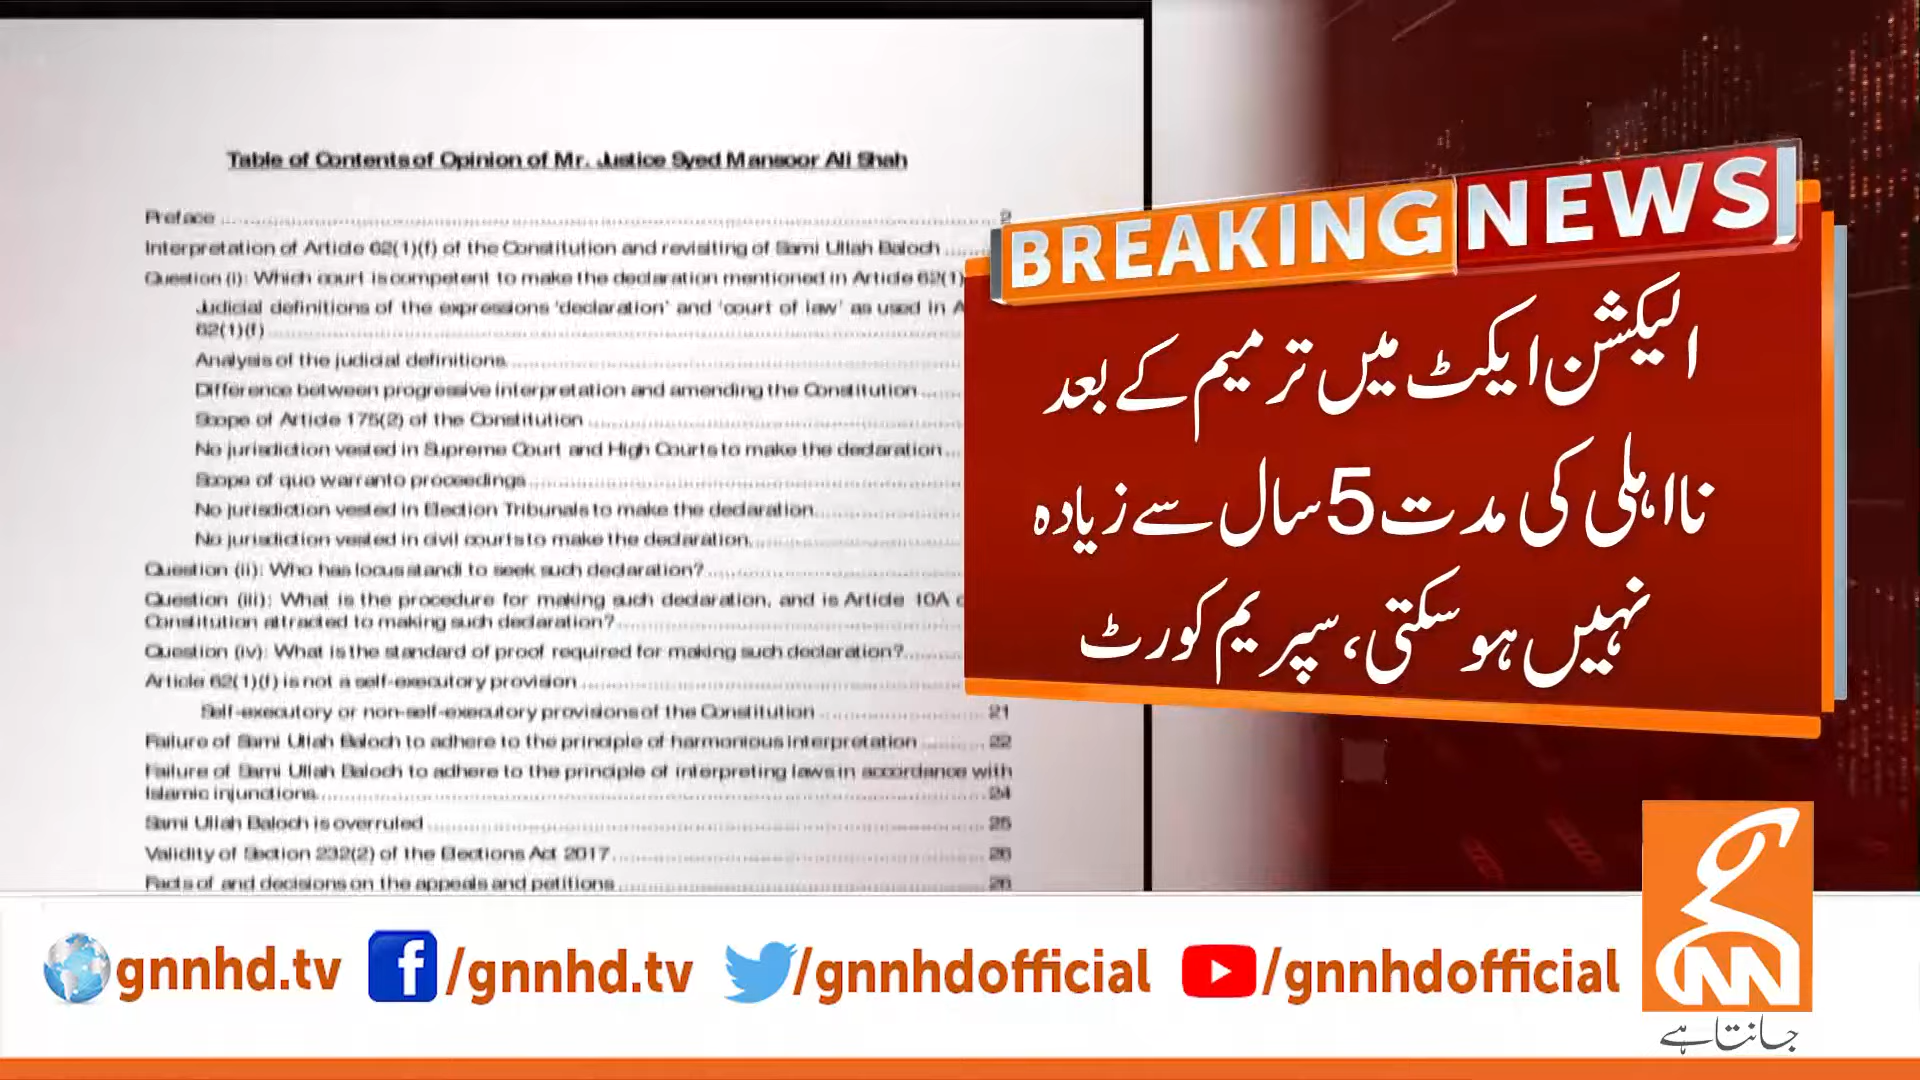 Table of Contents of Opinion of Mr. Justice Syed Mansoor Ali Shah
Preface ........ 2
Interpretation of Article 62(1)(f) of the Constitution and revisiting of Sami Ullah Baloch ........
Question (i): Which court is competent to make the declaration mentioned in Article 62(1)
Judicial definitions of the expressions 'declaration' and 'court of law' as used in A
62(1)(f) ........
Analysis of the judicial definitions ........
Difference between progressive interpretation and amending the Constitution ........
Scope of Article 175(2) of the Constitution ........
No jurisdiction vested in Supreme Court and High Courts to make the declaration ........
Scope of quo warranto proceedings ........
No jurisdiction vested in Election Tribunals to make the declaration ........
No jurisdiction vested in civil courts to make the declaration ........
Question (ii): Who has locus standi to seek such declaration? ........
Question (iii): What is the procedure for making such declaration, and is Article 10A
Constitution attracted to making such declaration? ........
Question (iv): What is the standard of proof required for making such declaration? ........
Article 62(1)(f) is not a self-executory provision ........
Self-executory or non-self-executory provisions of the Constitution ........ 21
Failure of Sami Ullah Baloch to adhere to the principle of harmonious interpretation ........ 22
Failure of Sami Ullah Baloch to adhere to the principle of interpreting laws in accordance with
Islamic injunctions ........ 24
Sami Ullah Baloch is overruled ........ 25
Validity of Section 232(2) of the Elections Act 2017 ........ 26
Facts of and decisions on the appeals and petitions ........ 26
BREAKING NEWS
الیکشن ایکٹ میں ترمیم کے بعد
نااہلی کی مدت 5 سال سے زیادہ
نہیں ہو سکتی، سپریم کورٹ
gnnhd.tv /gnnhd.tv /gnnhdofficial /gnnhdofficial
GNN
جانتا ہے